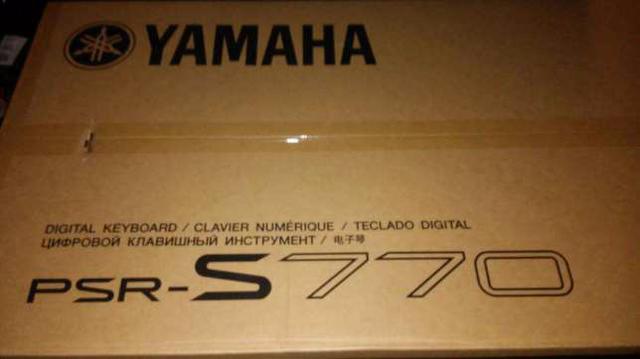 YAMAHA
DIGITAL KEYBOARD / CLAVIER NUMÉRIQUE / TECLADO DIGITAL
ЦИФРОВОЙ КЛАВИШНЫЙ ИНСТРУМЕНТ / 电子琴
PSR-S770